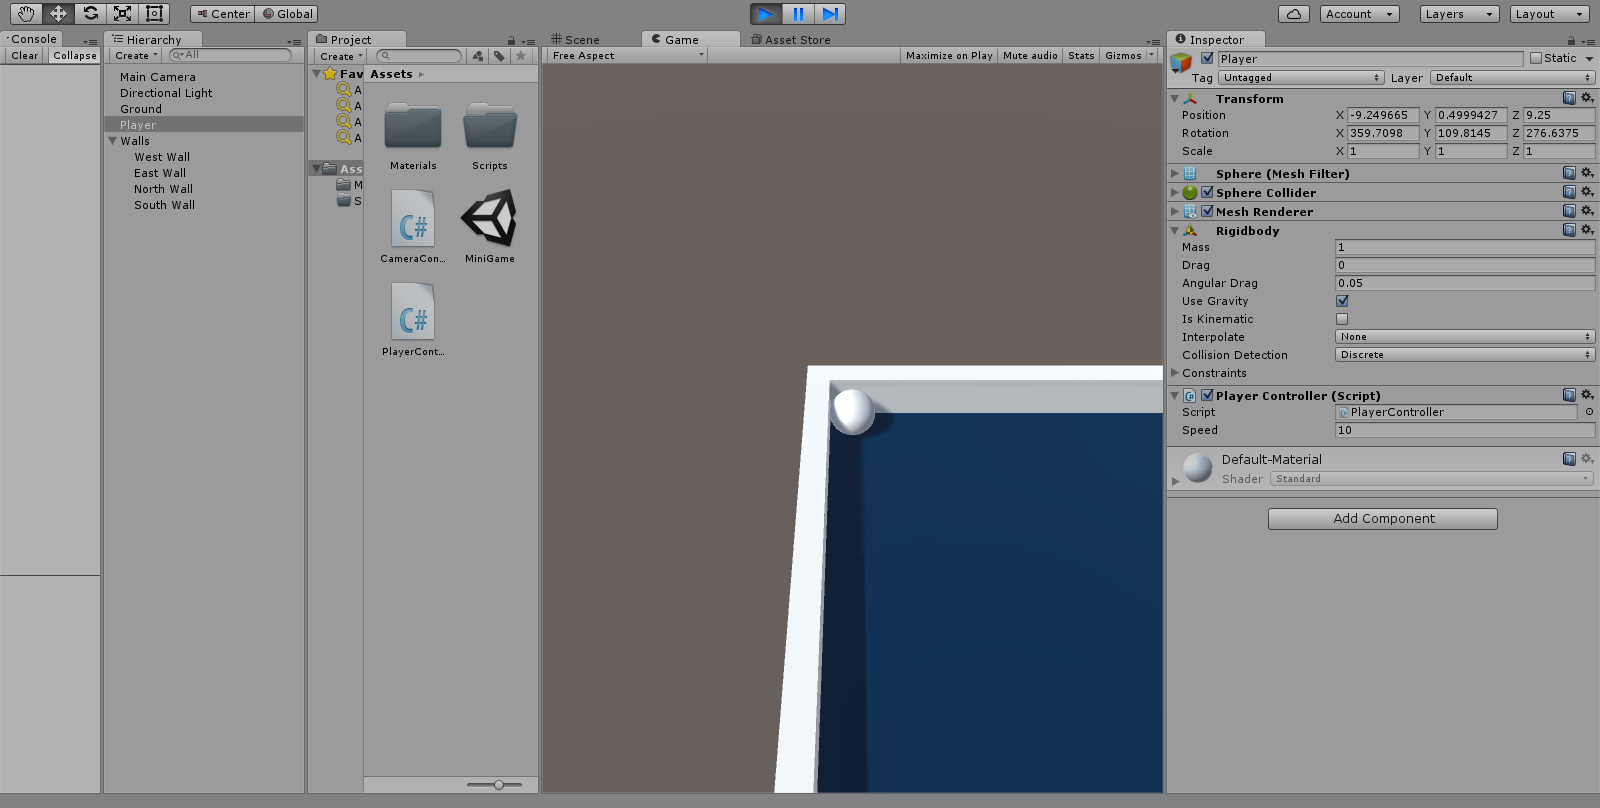 Center Global Account Layers Layout
Console
Clear Collapse
Hierarchy
Create All
Main Camera
Directional Light
Ground
Player
Walls
West Wall
East Wall
North Wall
South Wall
Project
Create
Fav
A
A
A
A
Ass
M
S
Assets
Materials Scripts
CameraCon... MiniGame
PlayerCont...
Scene Game Asset Store
Free Aspect Maximize on Play Mute audio Stats Gizmos
Inspector
Player Static
Tag Untagged Layer Default
Transform
Position X -9.249665 Y 0.4999427 Z 9.25
Rotation X 359.7098 Y 109.8145 Z 276.6375
Scale X 1 Y 1 Z 1
Sphere (Mesh Filter)
Sphere Collider
Mesh Renderer
Rigidbody
Mass 1
Drag 0
Angular Drag 0.05
Use Gravity
Is Kinematic
Interpolate None
Collision Detection Discrete
Constraints
C# Player Controller (Script)
Script PlayerController
Speed 10
Default-Material
Shader Standard
Add Component